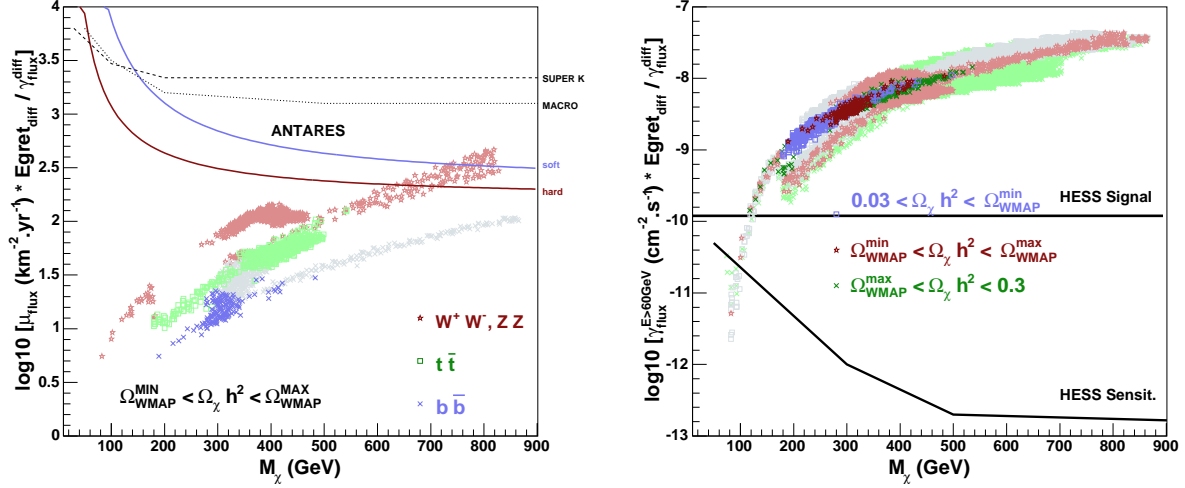 log10 [μ_flux (km⁻².yr⁻¹) * Egret_diff / γ_flux^diff]
4
3.5
3
2.5
2
1.5
1
0.5
0
SUPER K
MACRO
ANTARES
soft
hard
W⁺ W⁻, Z Z
t t̄
b b̄
Ω_WMAP^MIN < Ω_χ h² < Ω_WMAP^MAX
100 200 300 400 500 600 700 800 900
M_χ (GeV)
log10 [γ_flux^E>60GeV (cm⁻².s⁻¹) * Egret_diff / γ_flux^diff]
-7
-8
-9
-10
-11
-12
-13
0.03 < Ω_χ h² < Ω_WMAP^min
HESS Signal
Ω_WMAP^min < Ω_χ h² < Ω_WMAP^max
Ω_WMAP^max < Ω_χ h² < 0.3
HESS Sensit.
100 200 300 400 500 600 700 800 900
M_χ (GeV)